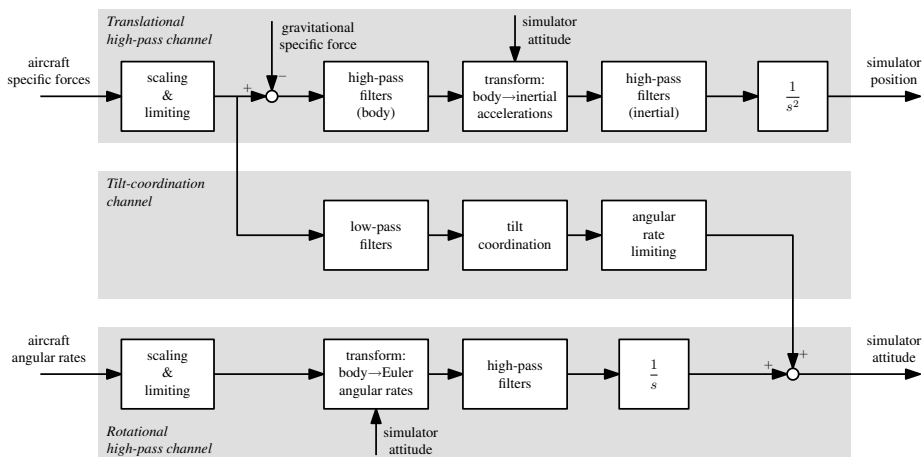 Translational
high-pass channel
gravitational
specific force
simulator
attitude
aircraft
specific forces
scaling
&
limiting
+
−
high-pass
filters
(body)
transform:
body→inertial
accelerations
high-pass
filters
(inertial)
1
s²
simulator
position
Tilt-coordination
channel
low-pass
filters
tilt
coordination
angular
rate
limiting
aircraft
angular rates
scaling
&
limiting
transform:
body→Euler
angular rates
high-pass
filters
1
s
+
+
simulator
attitude
simulator
attitude
Rotational
high-pass channel